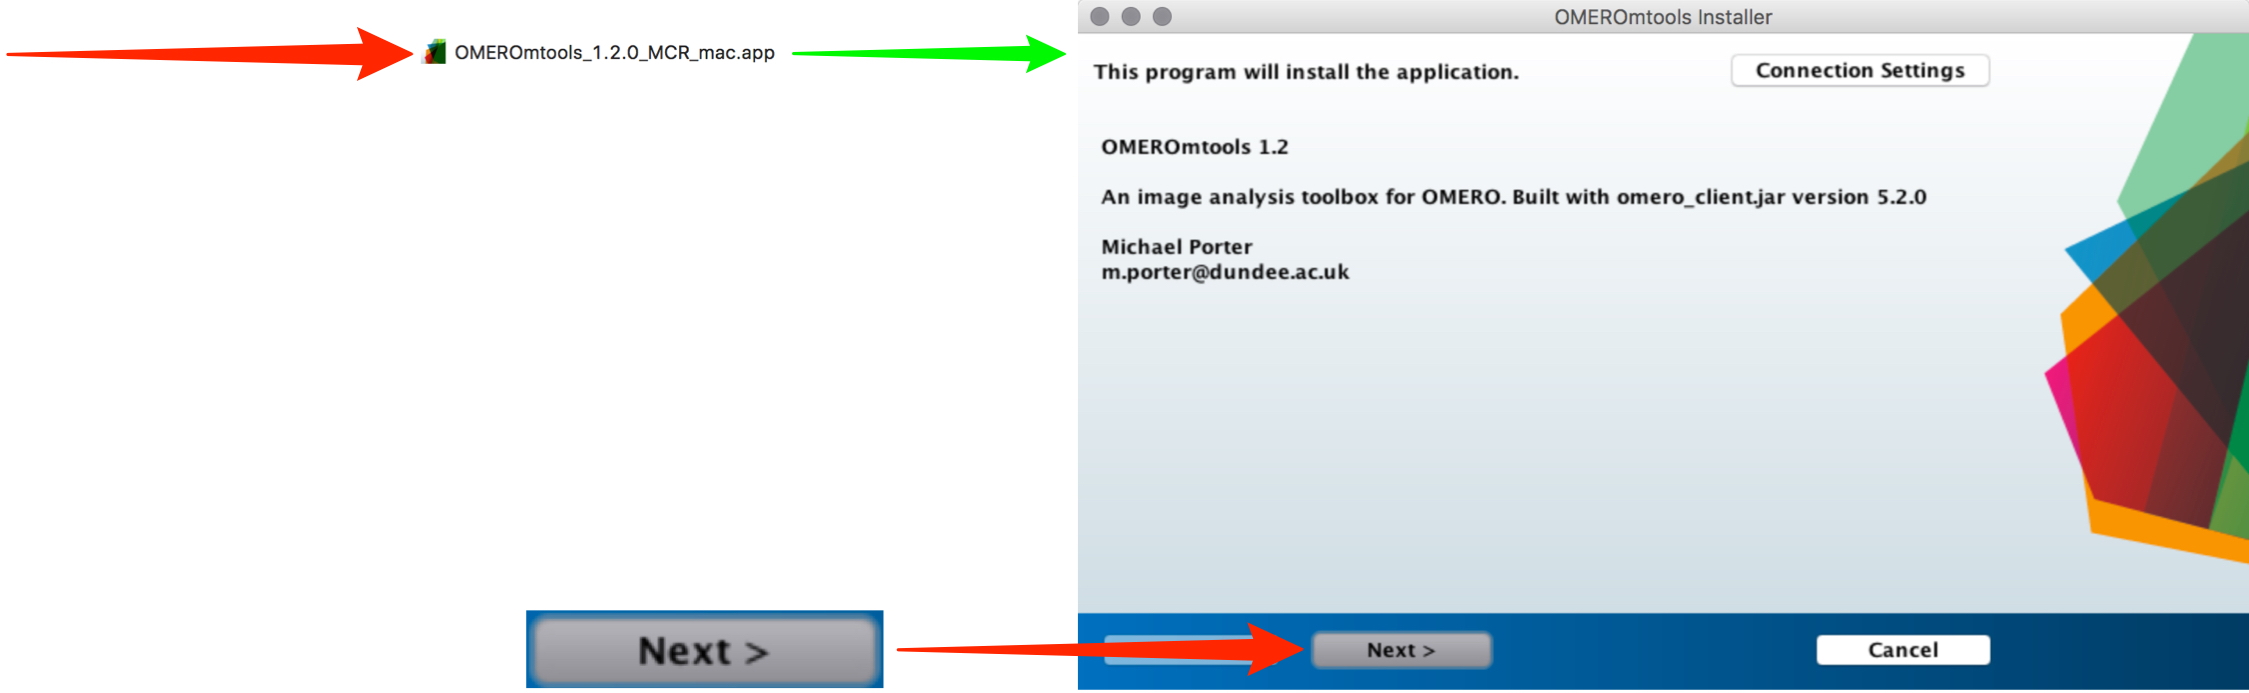 OMEROmtools_1.2.0_MCR_mac.app
OMEROmtools Installer
This program will install the application.
Connection Settings
OMEROmtools 1.2
An image analysis toolbox for OMERO. Built with omero_client.jar version 5.2.0
Michael Porter
m.porter@dundee.ac.uk
Next >
Next >
Cancel